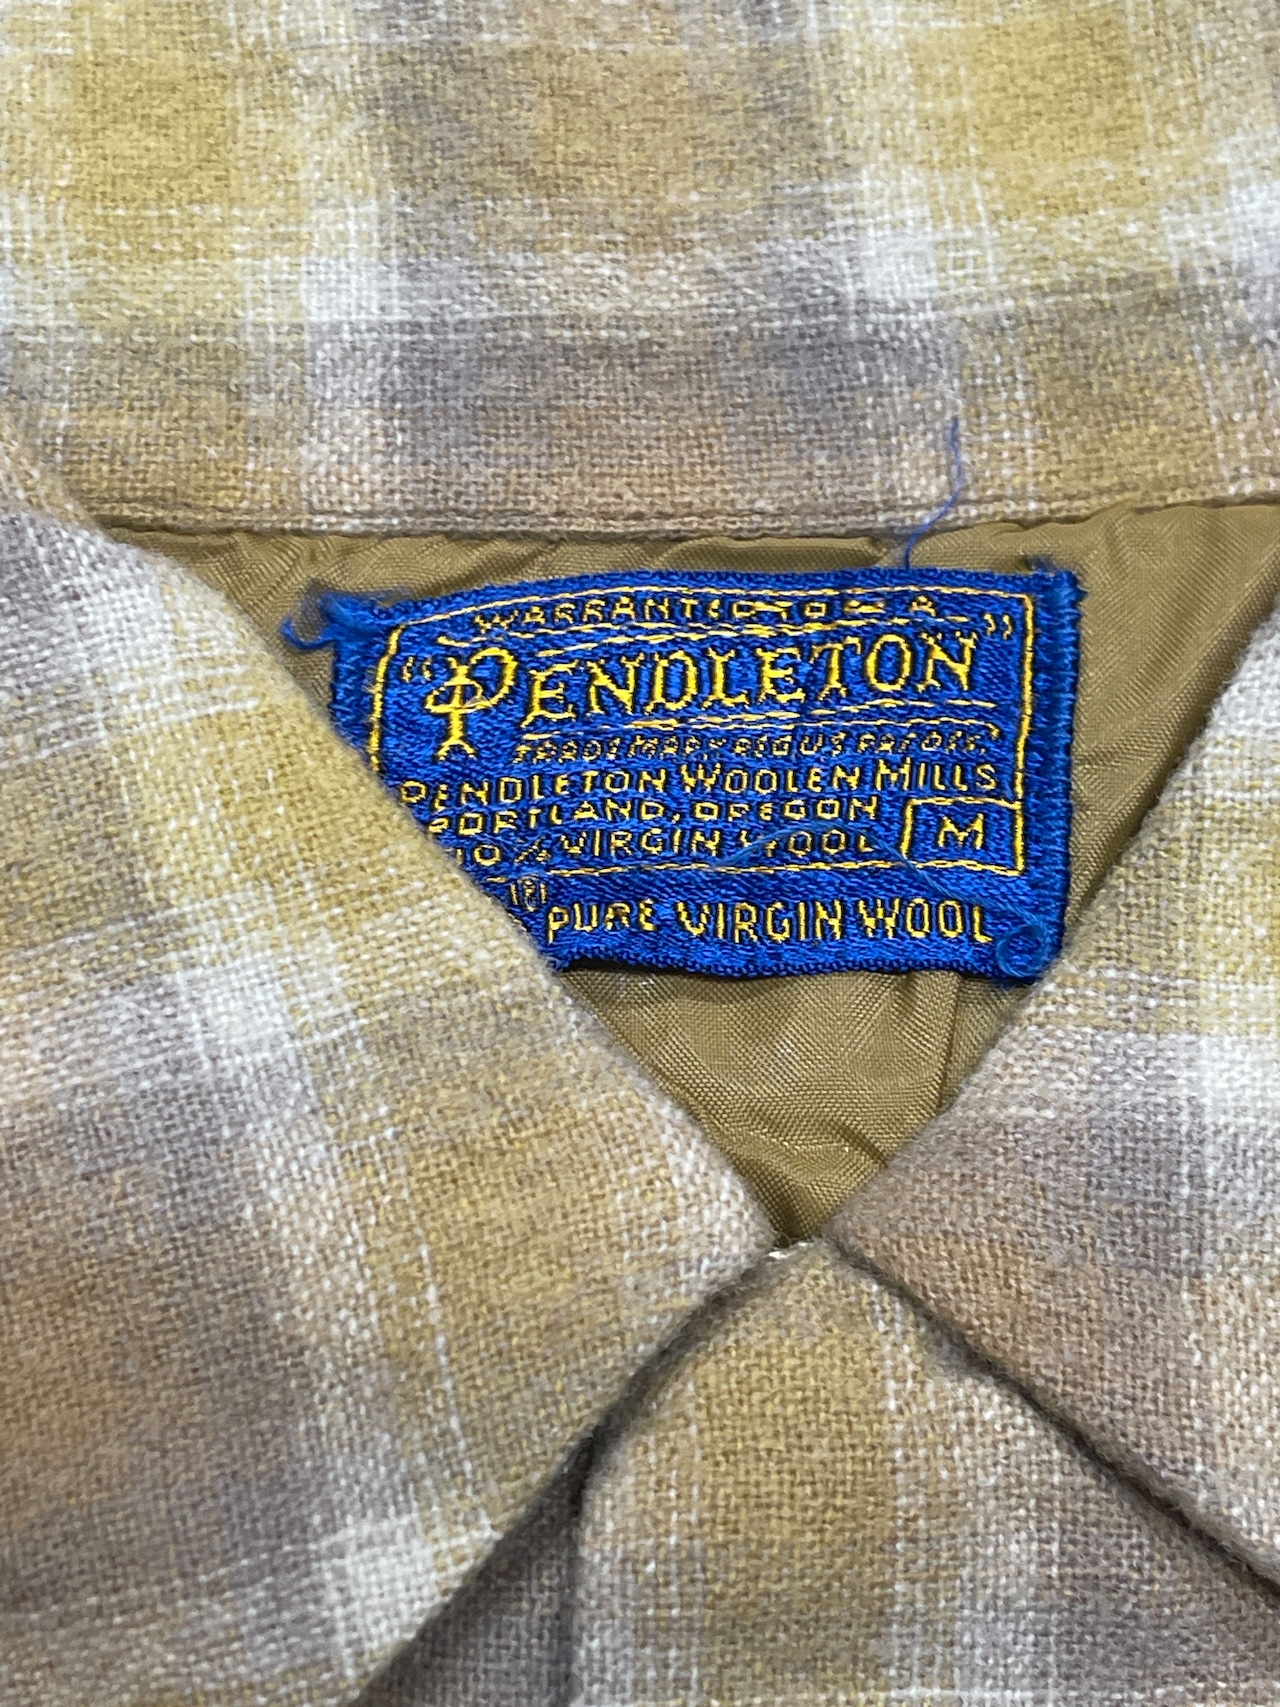 WARRANTED TO BE A
"PENDLETON"
TRADE MARK REG U S PAT OFF.
PENDLETON WOOLEN MILLS
PORTLAND, OREGON
% VIRGIN WOOL
M
® PURE VIRGIN WOOL